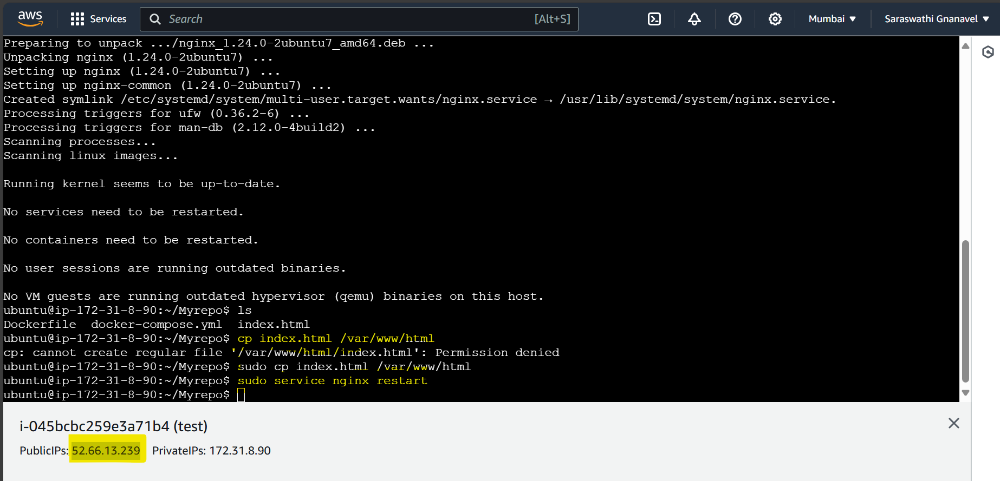 aws Services Search [Alt+S] Mumbai ▼ Saraswathi Gnanavel ▼
Preparing to unpack .../nginx_1.24.0-2ubuntu7_amd64.deb ...
Unpacking nginx (1.24.0-2ubuntu7) ...
Setting up nginx (1.24.0-2ubuntu7) ...
Setting up nginx-common (1.24.0-2ubuntu7) ...
Created symlink /etc/systemd/system/multi-user.target.wants/nginx.service → /usr/lib/systemd/system/nginx.service.
Processing triggers for ufw (0.36.2-6) ...
Processing triggers for man-db (2.12.0-4build2) ...
Scanning processes...
Scanning linux images...
Running kernel seems to be up-to-date.
No services need to be restarted.
No containers need to be restarted.
No user sessions are running outdated binaries.
No VM guests are running outdated hypervisor (qemu) binaries on this host.
ubuntu@ip-172-31-8-90:~/Myrepo$ ls
Dockerfile  docker-compose.yml  index.html
ubuntu@ip-172-31-8-90:~/Myrepo$ cp index.html /var/www/html
cp: cannot create regular file '/var/www/html/index.html': Permission denied
ubuntu@ip-172-31-8-90:~/Myrepo$ sudo cp index.html /var/www/html
ubuntu@ip-172-31-8-90:~/Myrepo$ sudo service nginx restart
ubuntu@ip-172-31-8-90:~/Myrepo$
i-045bcbc259e3a71b4 (test)
PublicIPs: 52.66.13.239 PrivateIPs: 172.31.8.90